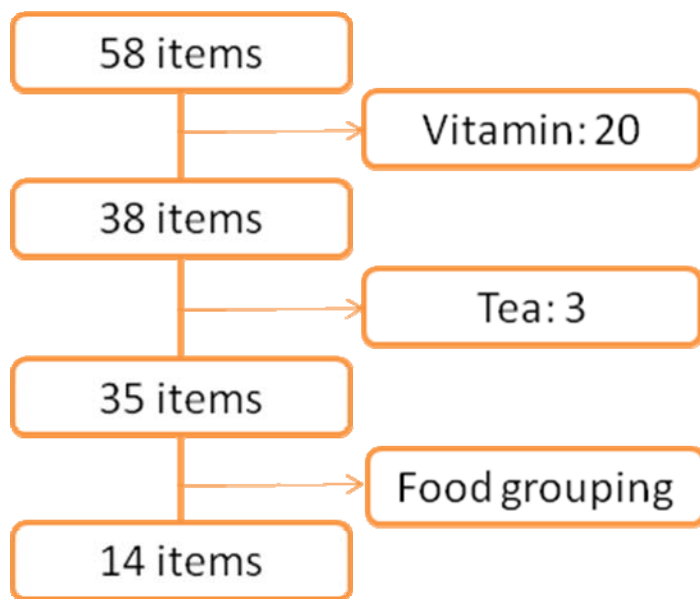 58 items
Vitamin: 20
38 items
Tea: 3
35 items
Food grouping
14 items